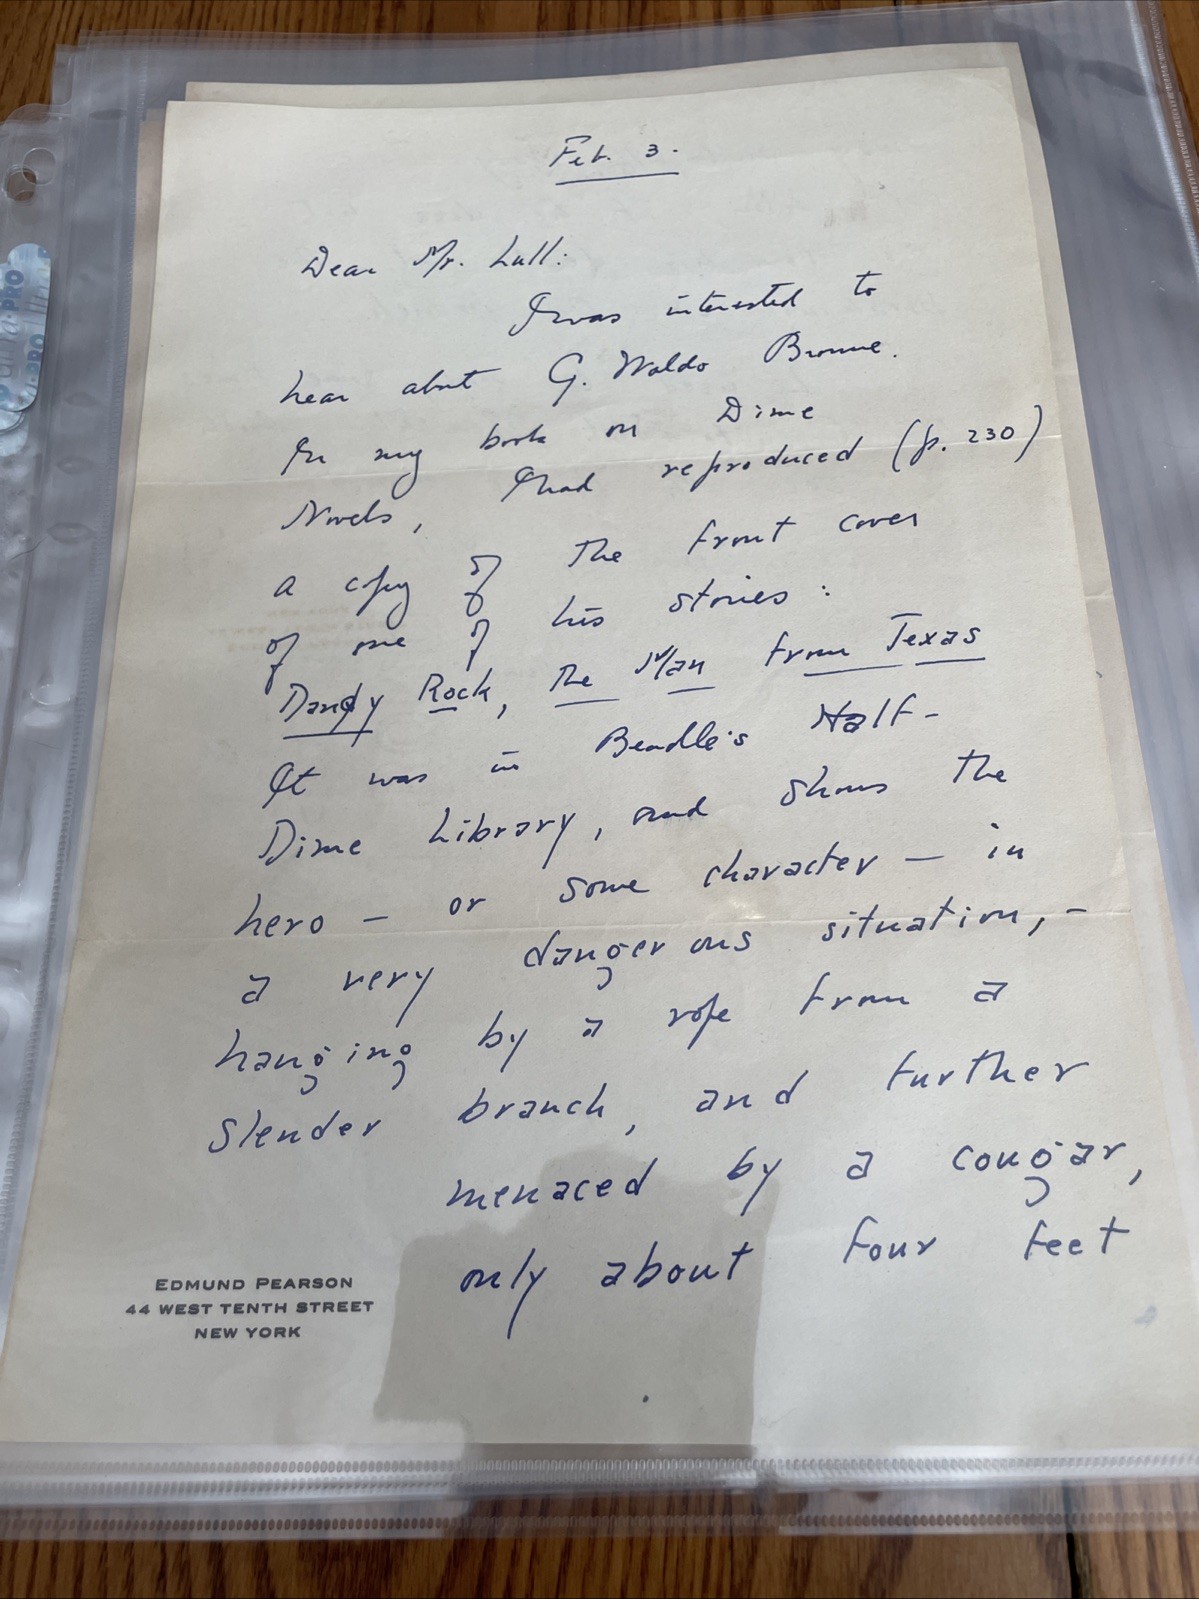 Feb. 3.
Dear Mr. Lull:
I was interested to
hear about G. Waldo Browne.
In my book on Dime
Novels, I had reproduced (p. 230)
a copy of the front cover
of one of his stories:
Dandy Rock, the Man from Texas
It was in Beadle's Half-
Dime Library, and shows the
hero — or some character — in
a very dangerous situation, -
hanging by a rope from a
slender branch, and further
menaced by a cougar,
only about four feet
EDMUND PEARSON
44 WEST TENTH STREET
NEW YORK
PRO